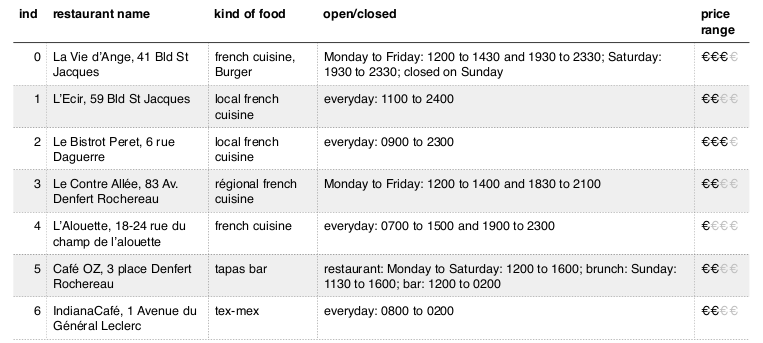 ind restaurant name kind of food open/closed price
range
0 La Vie d'Ange, 41 Bld St french cuisine, Monday to Friday: 1200 to 1430 and 1930 to 2330; Saturday: €€€€
Jacques Burger 1930 to 2330; closed on Sunday
1 L'Ecir, 59 Bld St Jacques local french everyday: 1100 to 2400 €€€€
cuisine
2 Le Bistrot Peret, 6 rue local french everyday: 0900 to 2300 €€€€
Daguerre cuisine
3 Le Contre Allée, 83 Av. régional french Monday to Friday: 1200 to 1400 and 1830 to 2100 €€€€
Denfert Rochereau cuisine
4 L'Alouette, 18-24 rue du french cuisine everyday: 0700 to 1500 and 1900 to 2300 €€€€
champ de l'alouette
5 Café OZ, 3 place Denfert tapas bar restaurant: Monday to Saturday: 1200 to 1600; brunch: Sunday: €€€€
Rochereau 1130 to 1600; bar: 1200 to 0200
6 IndianaCafé, 1 Avenue du tex-mex everyday: 0800 to 0200 €€€€
Général Leclerc